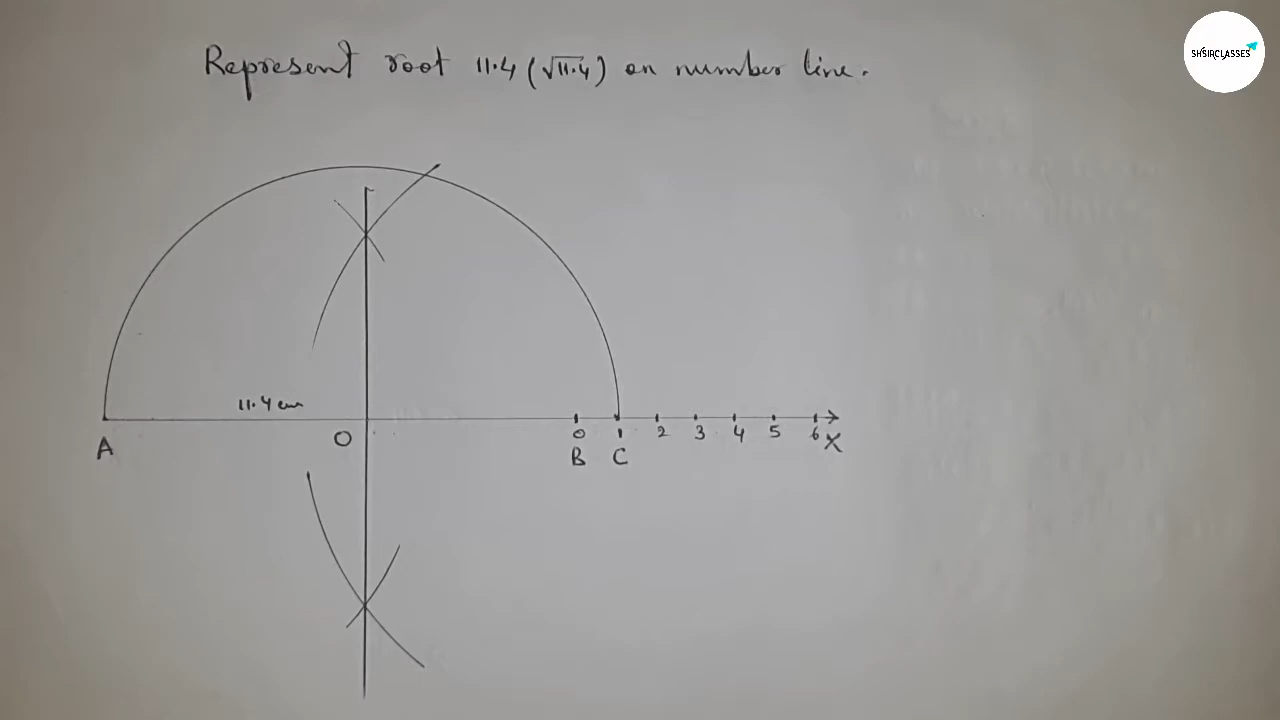 SHSIRCLASSES
Represent root 11.4 (√11.4) on number line.
11.4 cm
A O 0 1 2 3 4 5 6 X
B C